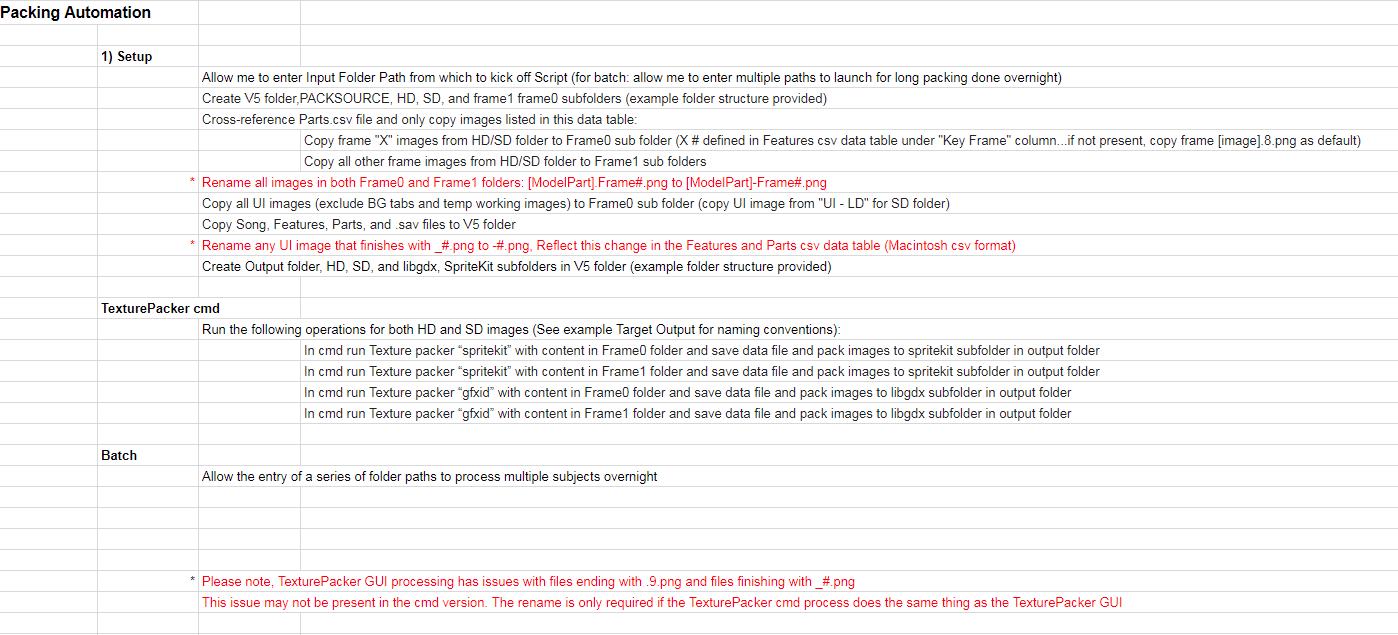 Packing Automation
1) Setup
Allow me to enter Input Folder Path from which to kick off Script (for batch: allow me to enter multiple paths to launch for long packing done overnight)
Create V5 folder,PACKSOURCE, HD, SD, and frame1 frame0 subfolders (example folder structure provided)
Cross-reference Parts.csv file and only copy images listed in this data table:
Copy frame "X" images from HD/SD folder to Frame0 sub folder (X # defined in Features csv data table under "Key Frame" column...if not present, copy frame [image].8.png as default)
Copy all other frame images from HD/SD folder to Frame1 sub folders
* Rename all images in both Frame0 and Frame1 folders: [ModelPart].Frame#.png to [ModelPart]-Frame#.png
Copy all UI images (exclude BG tabs and temp working images) to Frame0 sub folder (copy UI image from "UI - LD" for SD folder)
Copy Song, Features, Parts, and .sav files to V5 folder
* Rename any UI image that finishes with _#.png to -#.png, Reflect this change in the Features and Parts csv data table (Macintosh csv format)
Create Output folder, HD, SD, and libgdx, SpriteKit subfolders in V5 folder (example folder structure provided)
TexturePacker cmd
Run the following operations for both HD and SD images (See example Target Output for naming conventions):
In cmd run Texture packer “spritekit” with content in Frame0 folder and save data file and pack images to spritekit subfolder in output folder
In cmd run Texture packer “spritekit” with content in Frame1 folder and save data file and pack images to spritekit subfolder in output folder
In cmd run Texture packer “gfxid” with content in Frame0 folder and save data file and pack images to libgdx subfolder in output folder
In cmd run Texture packer “gfxid” with content in Frame1 folder and save data file and pack images to libgdx subfolder in output folder
Batch
Allow the entry of a series of folder paths to process multiple subjects overnight
* Please note, TexturePacker GUI processing has issues with files ending with .9.png and files finishing with _#.png
This issue may not be present in the cmd version. The rename is only required if the TexturePacker cmd process does the same thing as the TexturePacker GUI